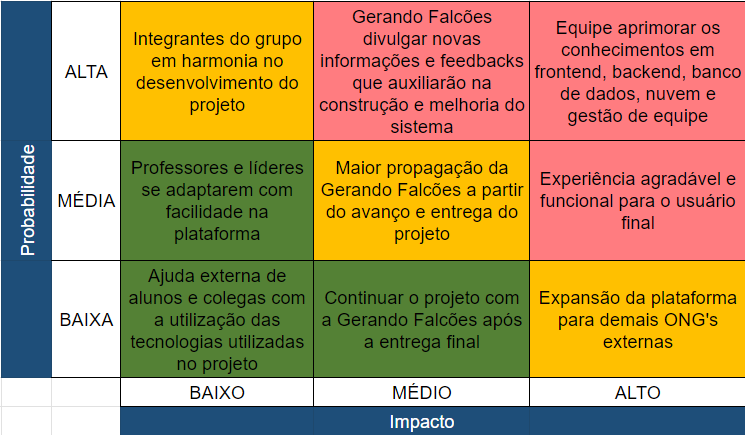 Probabilidade
ALTA
Integrantes do grupo
em harmonia no
desenvolvimento do
projeto
Gerando Falcões
divulgar novas
informações e feedbacks
que auxiliarão na
construção e melhoria do
sistema
Equipe aprimorar os
conhecimentos em
frontend, backend, banco
de dados, nuvem e
gestão de equipe
MÉDIA
Professores e líderes
se adaptarem com
facilidade na
plataforma
Maior propagação da
Gerando Falcões a partir
do avanço e entrega do
projeto
Experiência agradável e
funcional para o usuário
final
BAIXA
Ajuda externa de
alunos e colegas com
a utilização das
tecnologias utilizadas
no projeto
Continuar o projeto com
a Gerando Falcões após
a entrega final
Expansão da plataforma
para demais ONG's
externas
BAIXO
MÉDIO
ALTO
Impacto